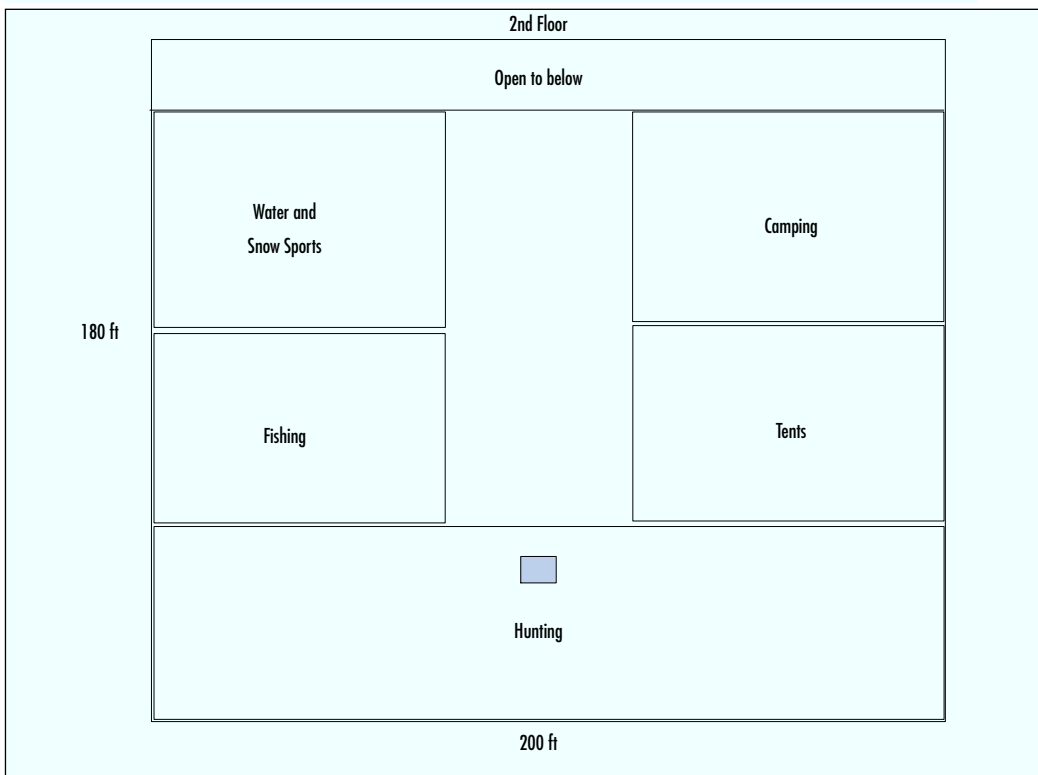 2nd Floor
Open to below
Water and
Snow Sports
Camping
180 ft
Fishing
Tents
Hunting
200 ft